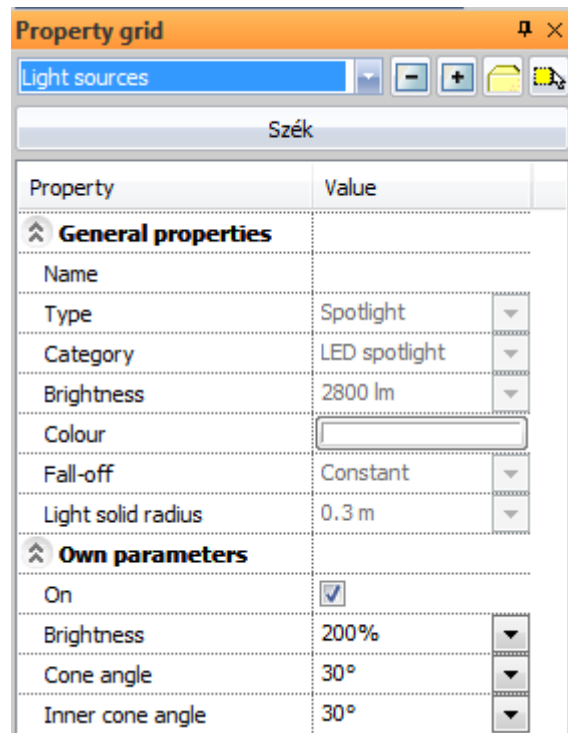 Property grid
Light sources
Szék
Property Value
General properties
Name
Type Spotlight
Category LED spotlight
Brightness 2800 lm
Colour
Fall-off Constant
Light solid radius 0.3 m
Own parameters
On
Brightness 200%
Cone angle 30°
Inner cone angle 30°